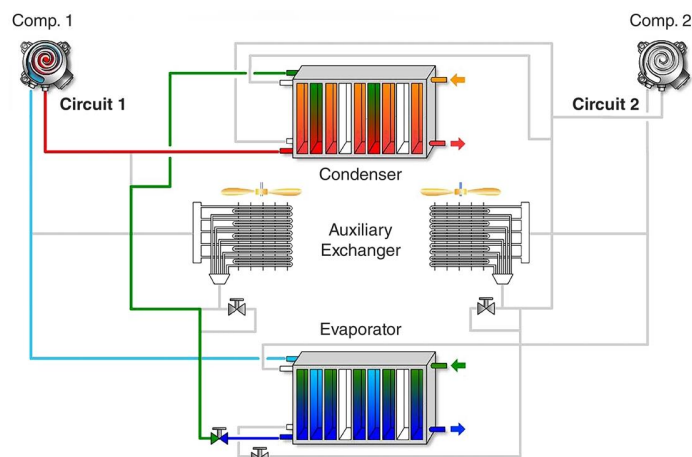 Comp. 1
Comp. 2
Circuit 1
Circuit 2
Condenser
Auxiliary
Exchanger
Evaporator